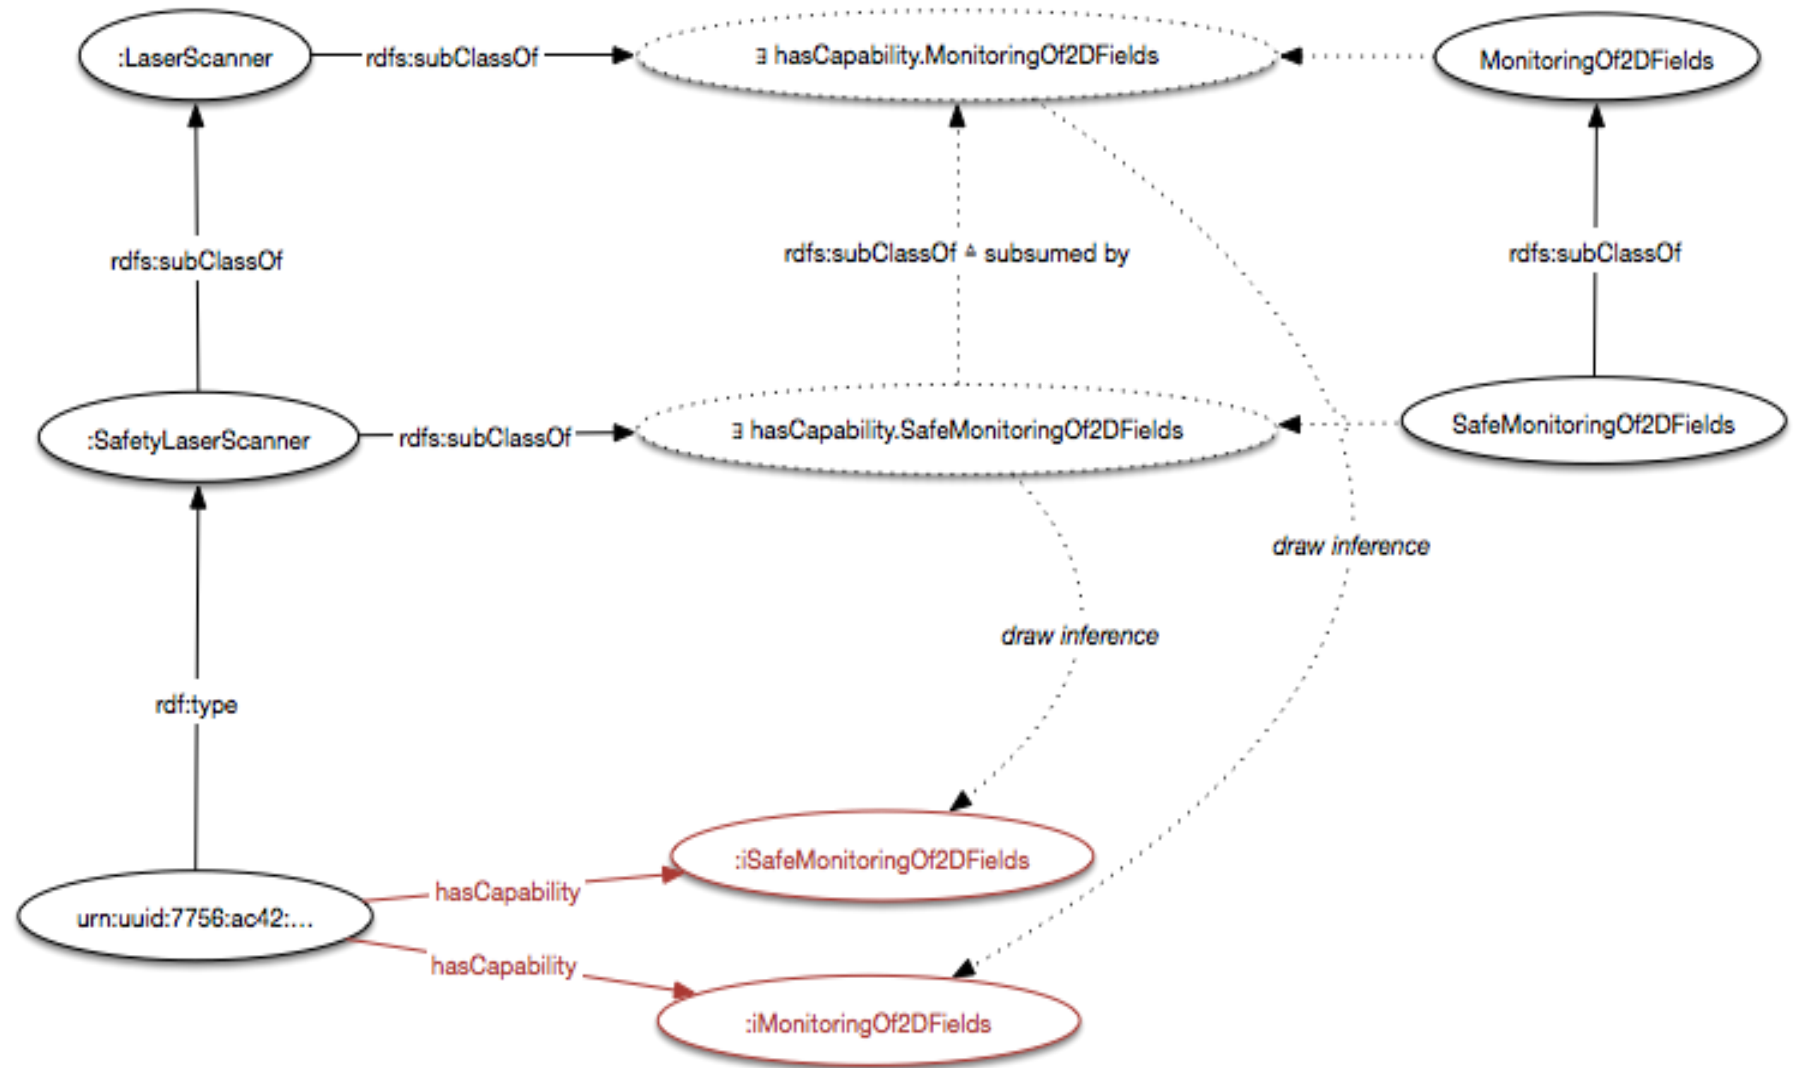 :LaserScanner
rdfs:subClassOf
∃ hasCapability.MonitoringOf2DFields
MonitoringOf2DFields
rdfs:subClassOf
rdfs:subClassOf ≙ subsumed by
rdfs:subClassOf
:SafetyLaserScanner
rdfs:subClassOf
∃ hasCapability.SafeMonitoringOf2DFields
SafeMonitoringOf2DFields
draw inference
draw inference
rdf:type
:iSafeMonitoringOf2DFields
hasCapability
urn:uuid:7756:ac42:...
hasCapability
:iMonitoringOf2DFields